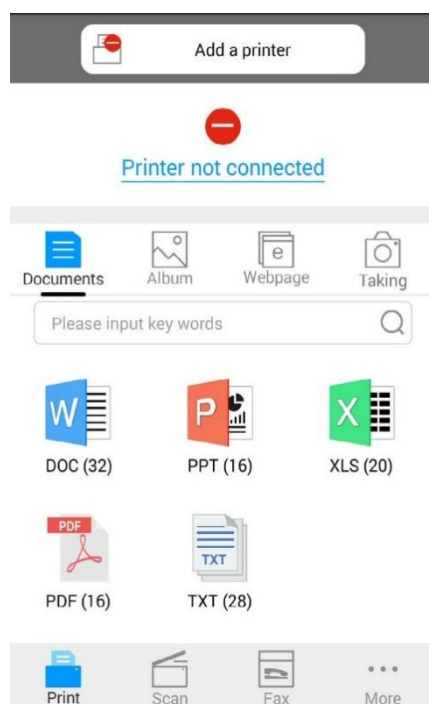 Add a printer
Printer not connected
Documents Album Webpage Taking
Please input key words
W P X
DOC (32) PPT (16) XLS (20)
PDF TXT
PDF (16) TXT (28)
Print Scan Fax More